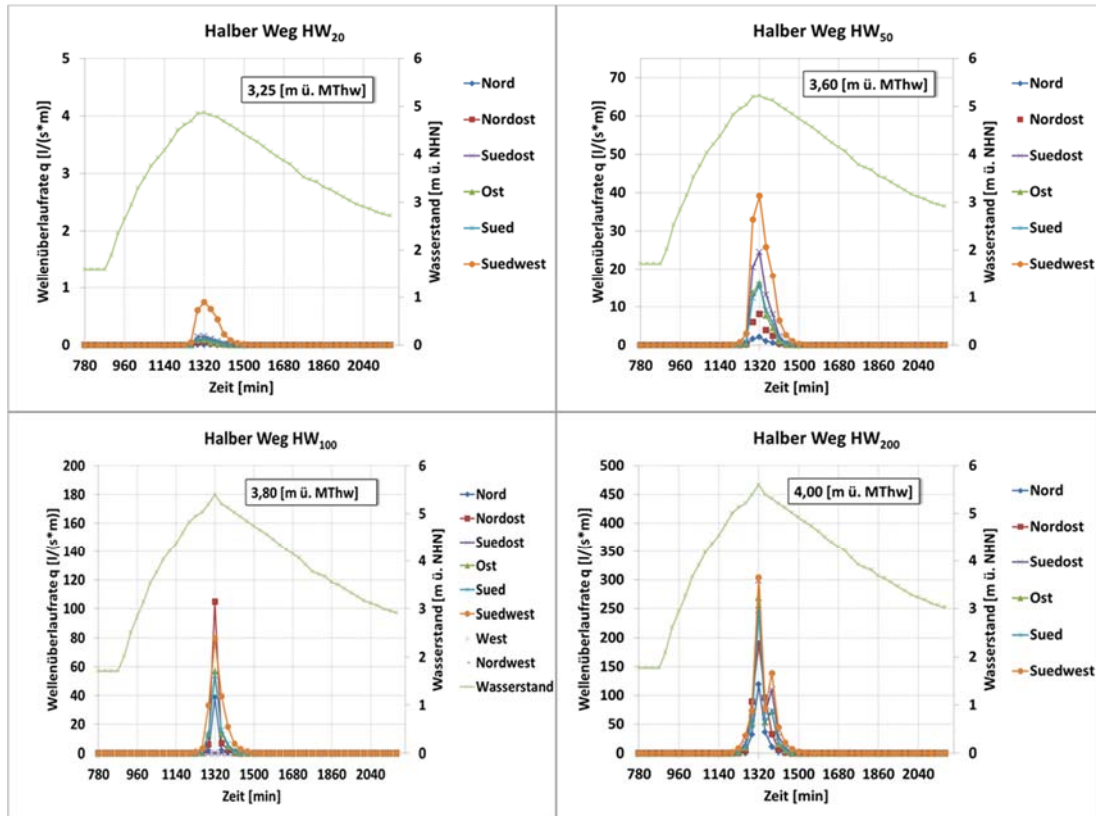 Halber Weg HW20
3,25 [m ü. MThw]
Wellenüberlaufrate q [l/(s*m)]
5
4
3
2
1
0
Wasserstand [m ü. NHN]
6
5
4
3
2
1
0
780 960 1140 1320 1500 1680 1860 2040
Zeit [min]
Nord
Nordost
Suedost
Ost
Sued
Suedwest
Halber Weg HW50
3,60 [m ü. MThw]
Wellenüberlaufrate q [l/(s*m)]
70
60
50
40
30
20
10
0
Wasserstand [m ü. NHN]
6
5
4
3
2
1
0
780 960 1140 1320 1500 1680 1860 2040
Zeit [min]
Nord
Nordost
Suedost
Ost
Sued
Suedwest
Halber Weg HW100
3,80 [m ü. MThw]
Wellenüberlaufrate q [l/(s*m)]
200
180
160
140
120
100
80
60
40
20
0
Wasserstand [m ü. NHN]
6
5
4
3
2
1
0
780 960 1140 1320 1500 1680 1860 2040
Zeit [min]
Nord
Nordost
Suedost
Ost
Sued
Suedwest
West
Nordwest
Wasserstand
Halber Weg HW200
4,00 [m ü. MThw]
Wellenüberlaufrate q [l/(s*m)]
500
450
400
350
300
250
200
150
100
50
0
Wasserstand [m ü. NHN]
6
5
4
3
2
1
0
780 960 1140 1320 1500 1680 1860 2040
Zeit [min]
Nord
Nordost
Suedost
Ost
Sued
Suedwest